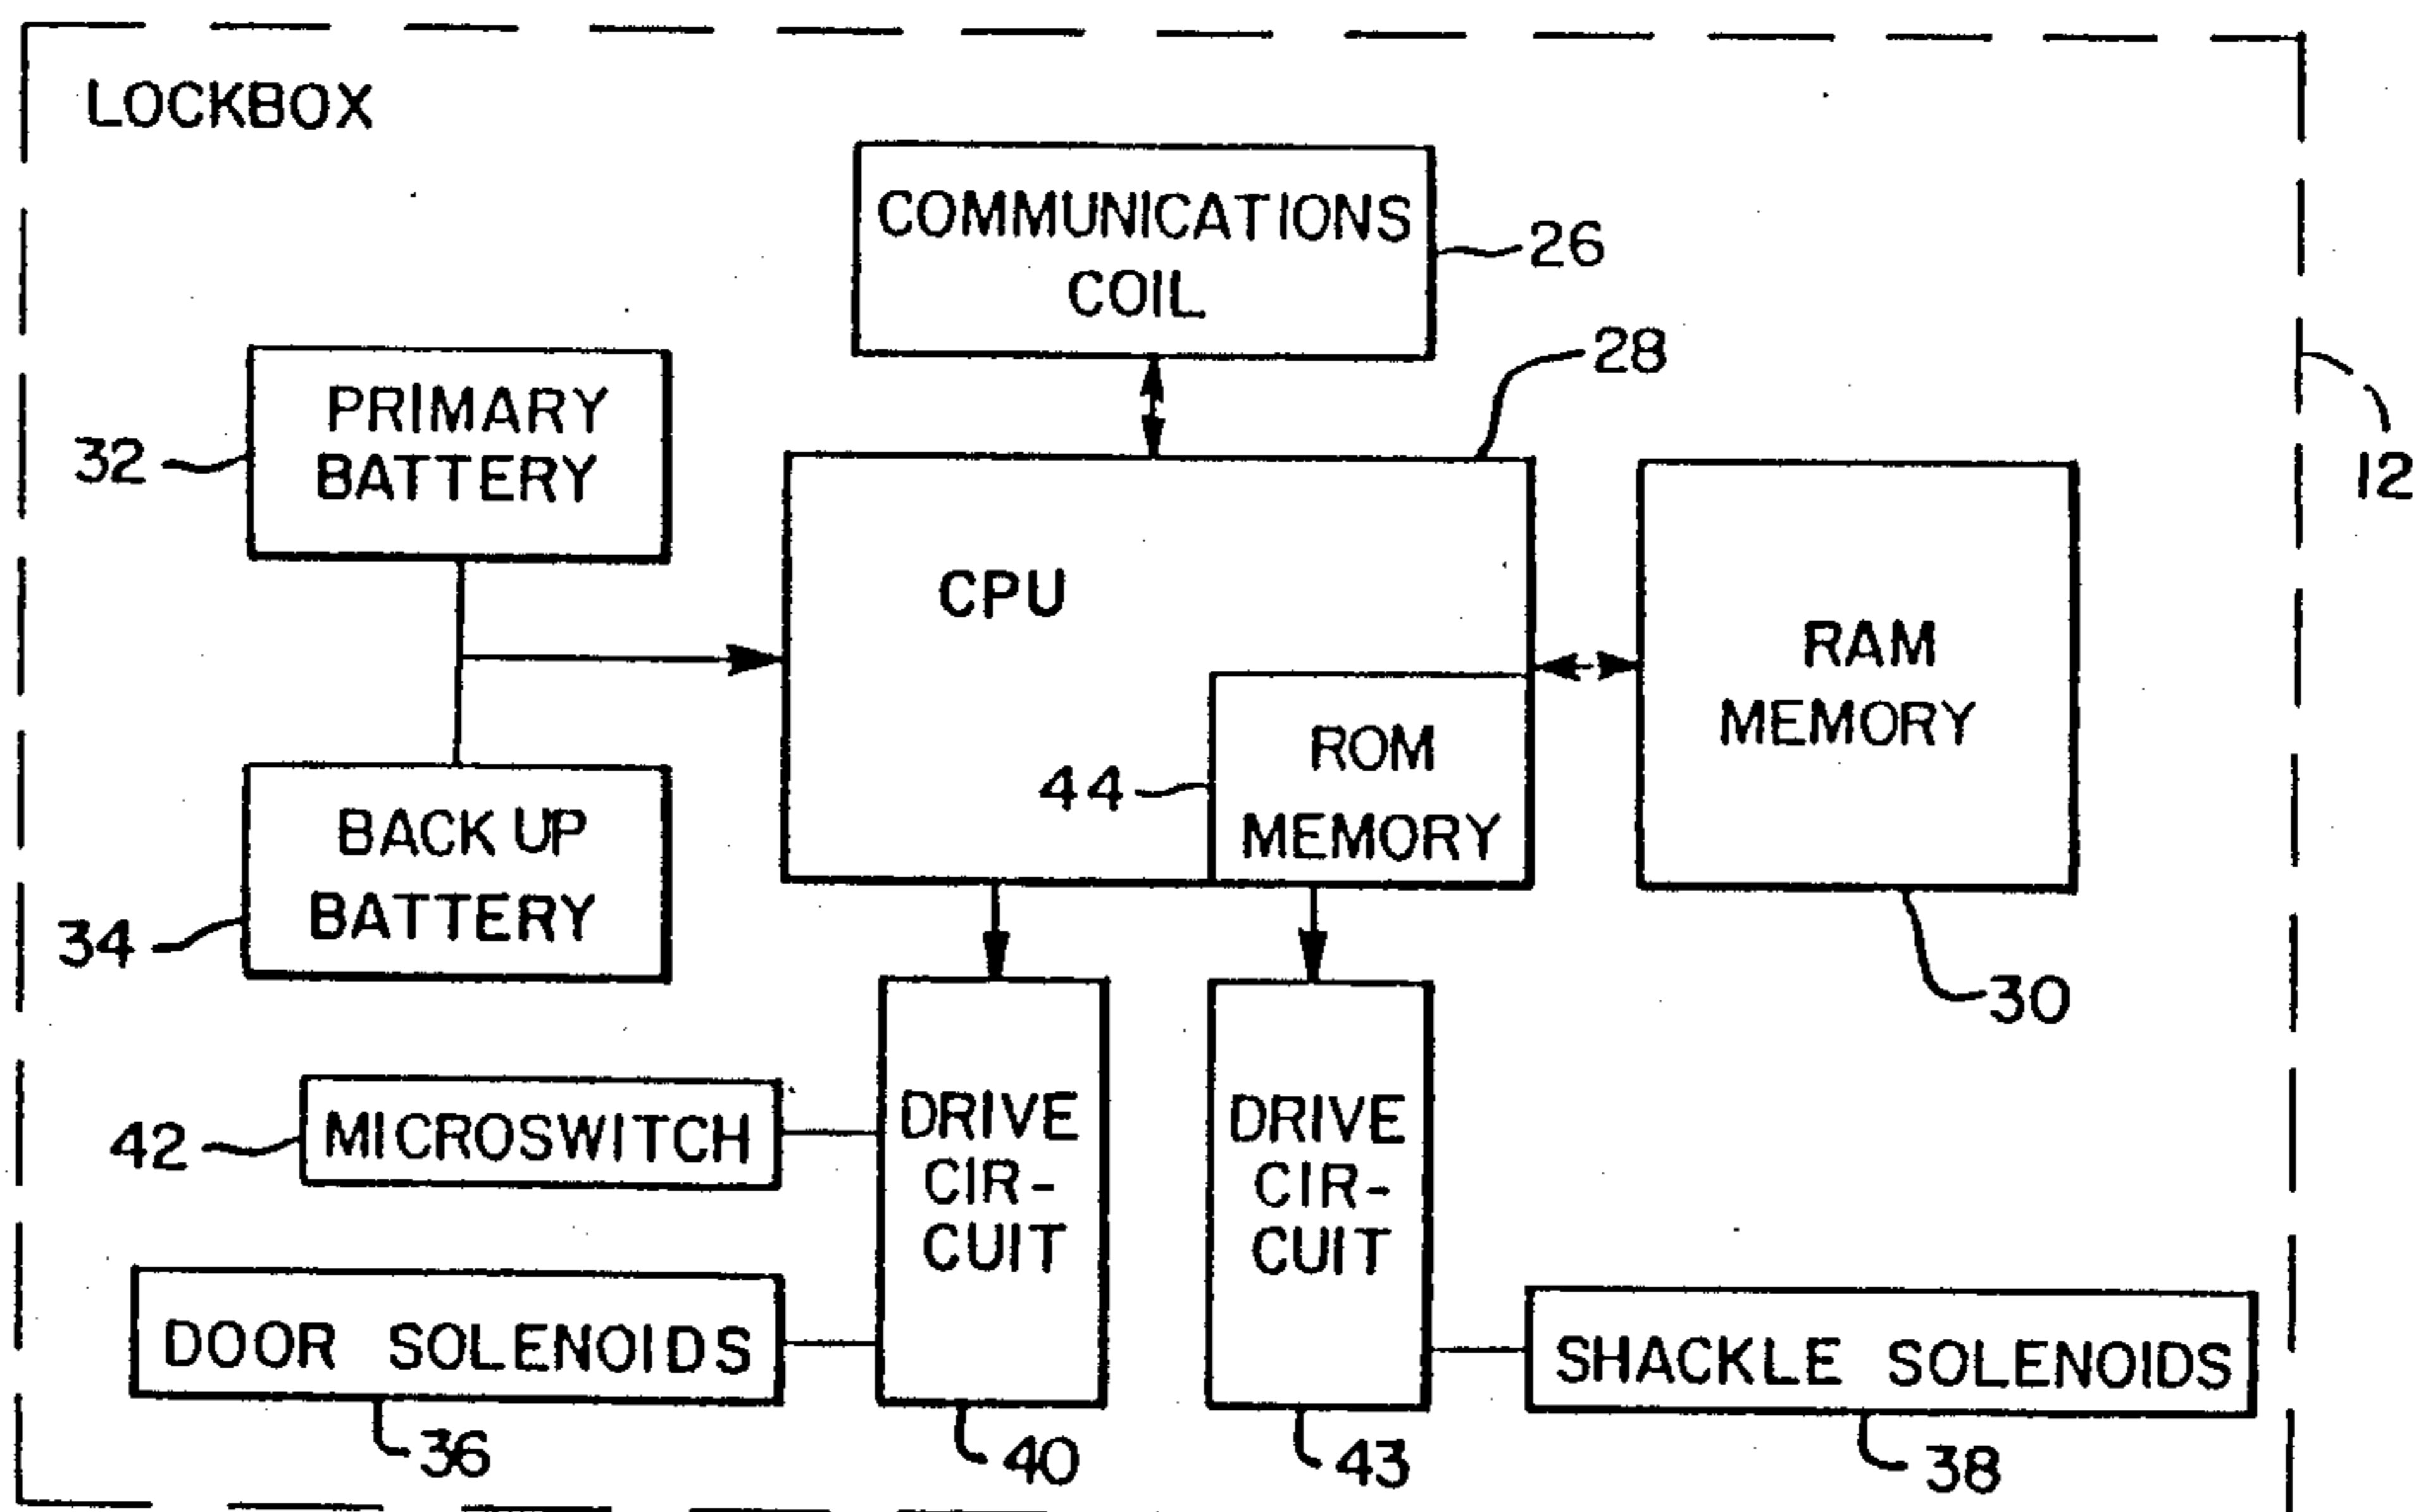 LOCKBOX
COMMUNICATIONS
COIL
26
28
PRIMARY
BATTERY
32
12
CPU
RAM
MEMORY
ROM
MEMORY
44
BACK UP
BATTERY
34
30
MICROSWITCH
42
DRIVE
CIR-
CUIT
DRIVE
CIR-
CUIT
DOOR SOLENOIDS
SHACKLE SOLENOIDS
36
40
43
38